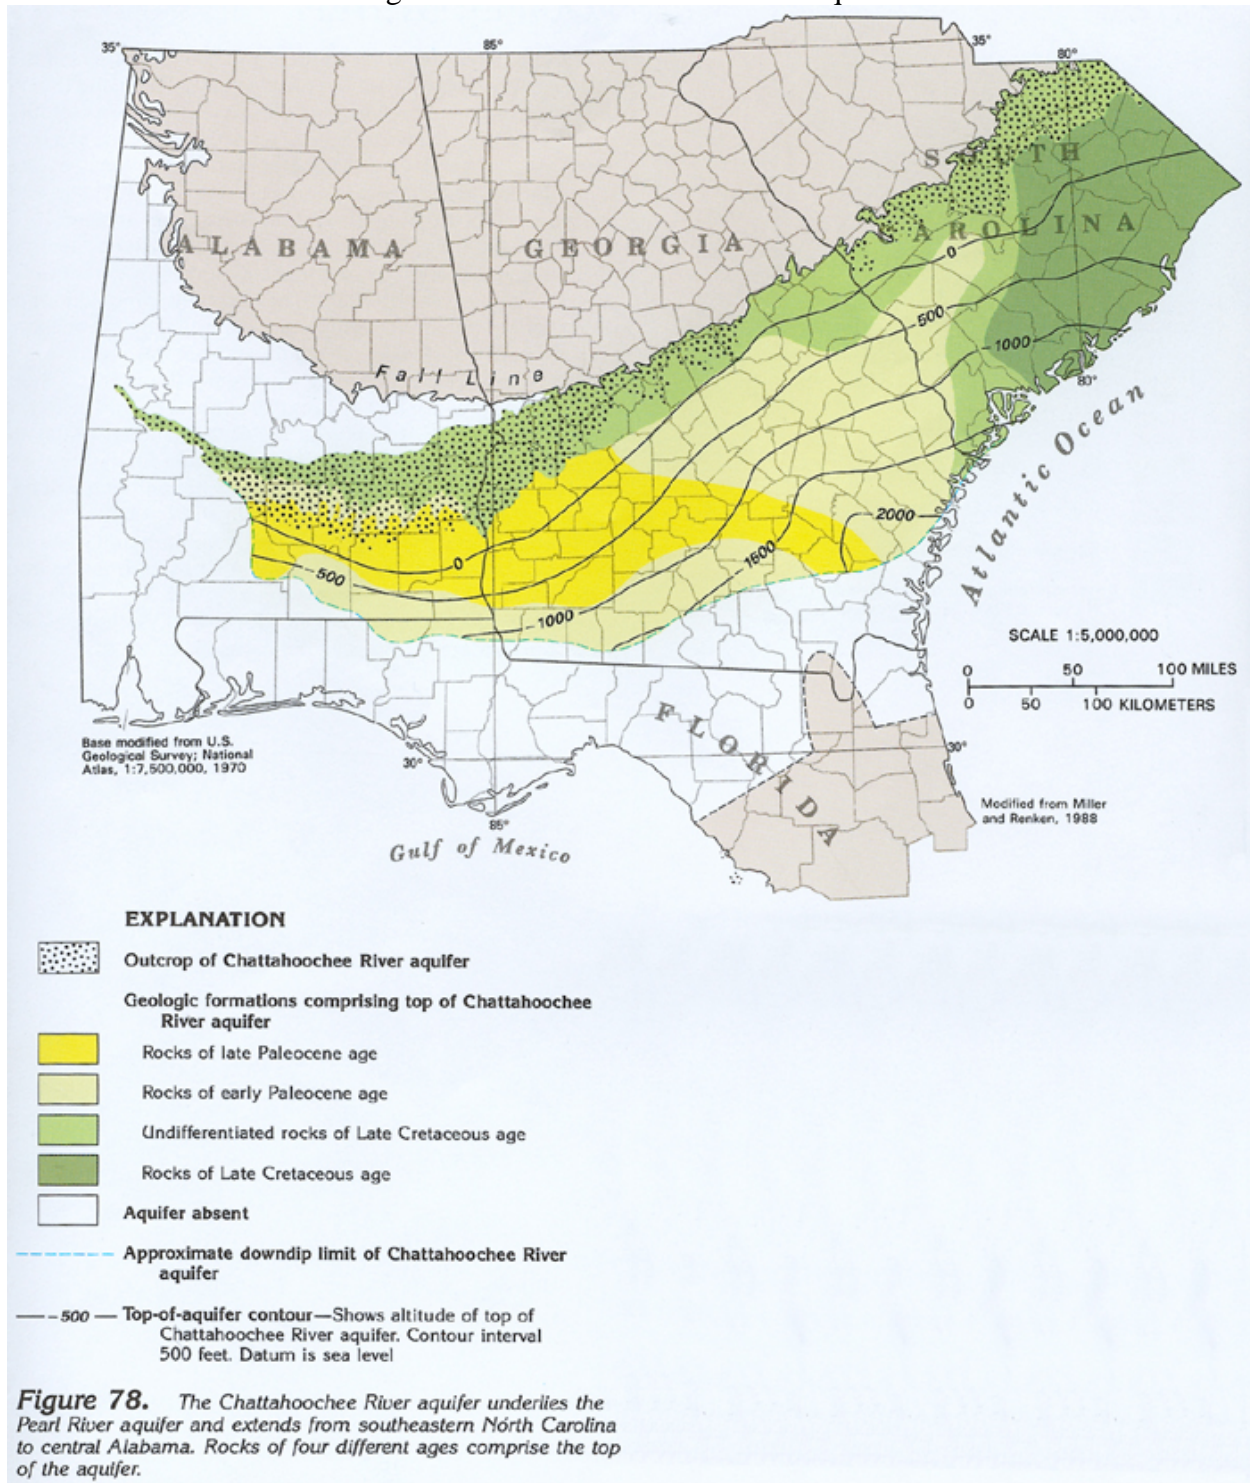 35°
85°
35°
80°
SOUTH
CAROLINA
ALABAMA
GEORGIA
0
-500
-1000
Fall Line
80°
Atlantic Ocean
-2000
0
-500
-1500
-1000
SCALE 1:5,000,000
0 50 100 MILES
0 50 100 KILOMETERS
FLORIDA
Base modified from U.S.
Geological Survey; National
Atlas, 1:7,500,000, 1970
30°
30°
Modified from Miller
and Renken, 1988
85°
Gulf of Mexico
EXPLANATION
Outcrop of Chattahoochee River aquifer
Geologic formations comprising top of Chattahoochee
River aquifer
Rocks of late Paleocene age
Rocks of early Paleocene age
Undifferentiated rocks of Late Cretaceous age
Rocks of Late Cretaceous age
Aquifer absent
Approximate downdip limit of Chattahoochee River
aquifer
-500 Top-of-aquifer contour—Shows altitude of top of
Chattahoochee River aquifer. Contour interval
500 feet. Datum is sea level
Figure 78. The Chattahoochee River aquifer underlies the
Pearl River aquifer and extends from southeastern North Carolina
to central Alabama. Rocks of four different ages comprise the top
of the aquifer.